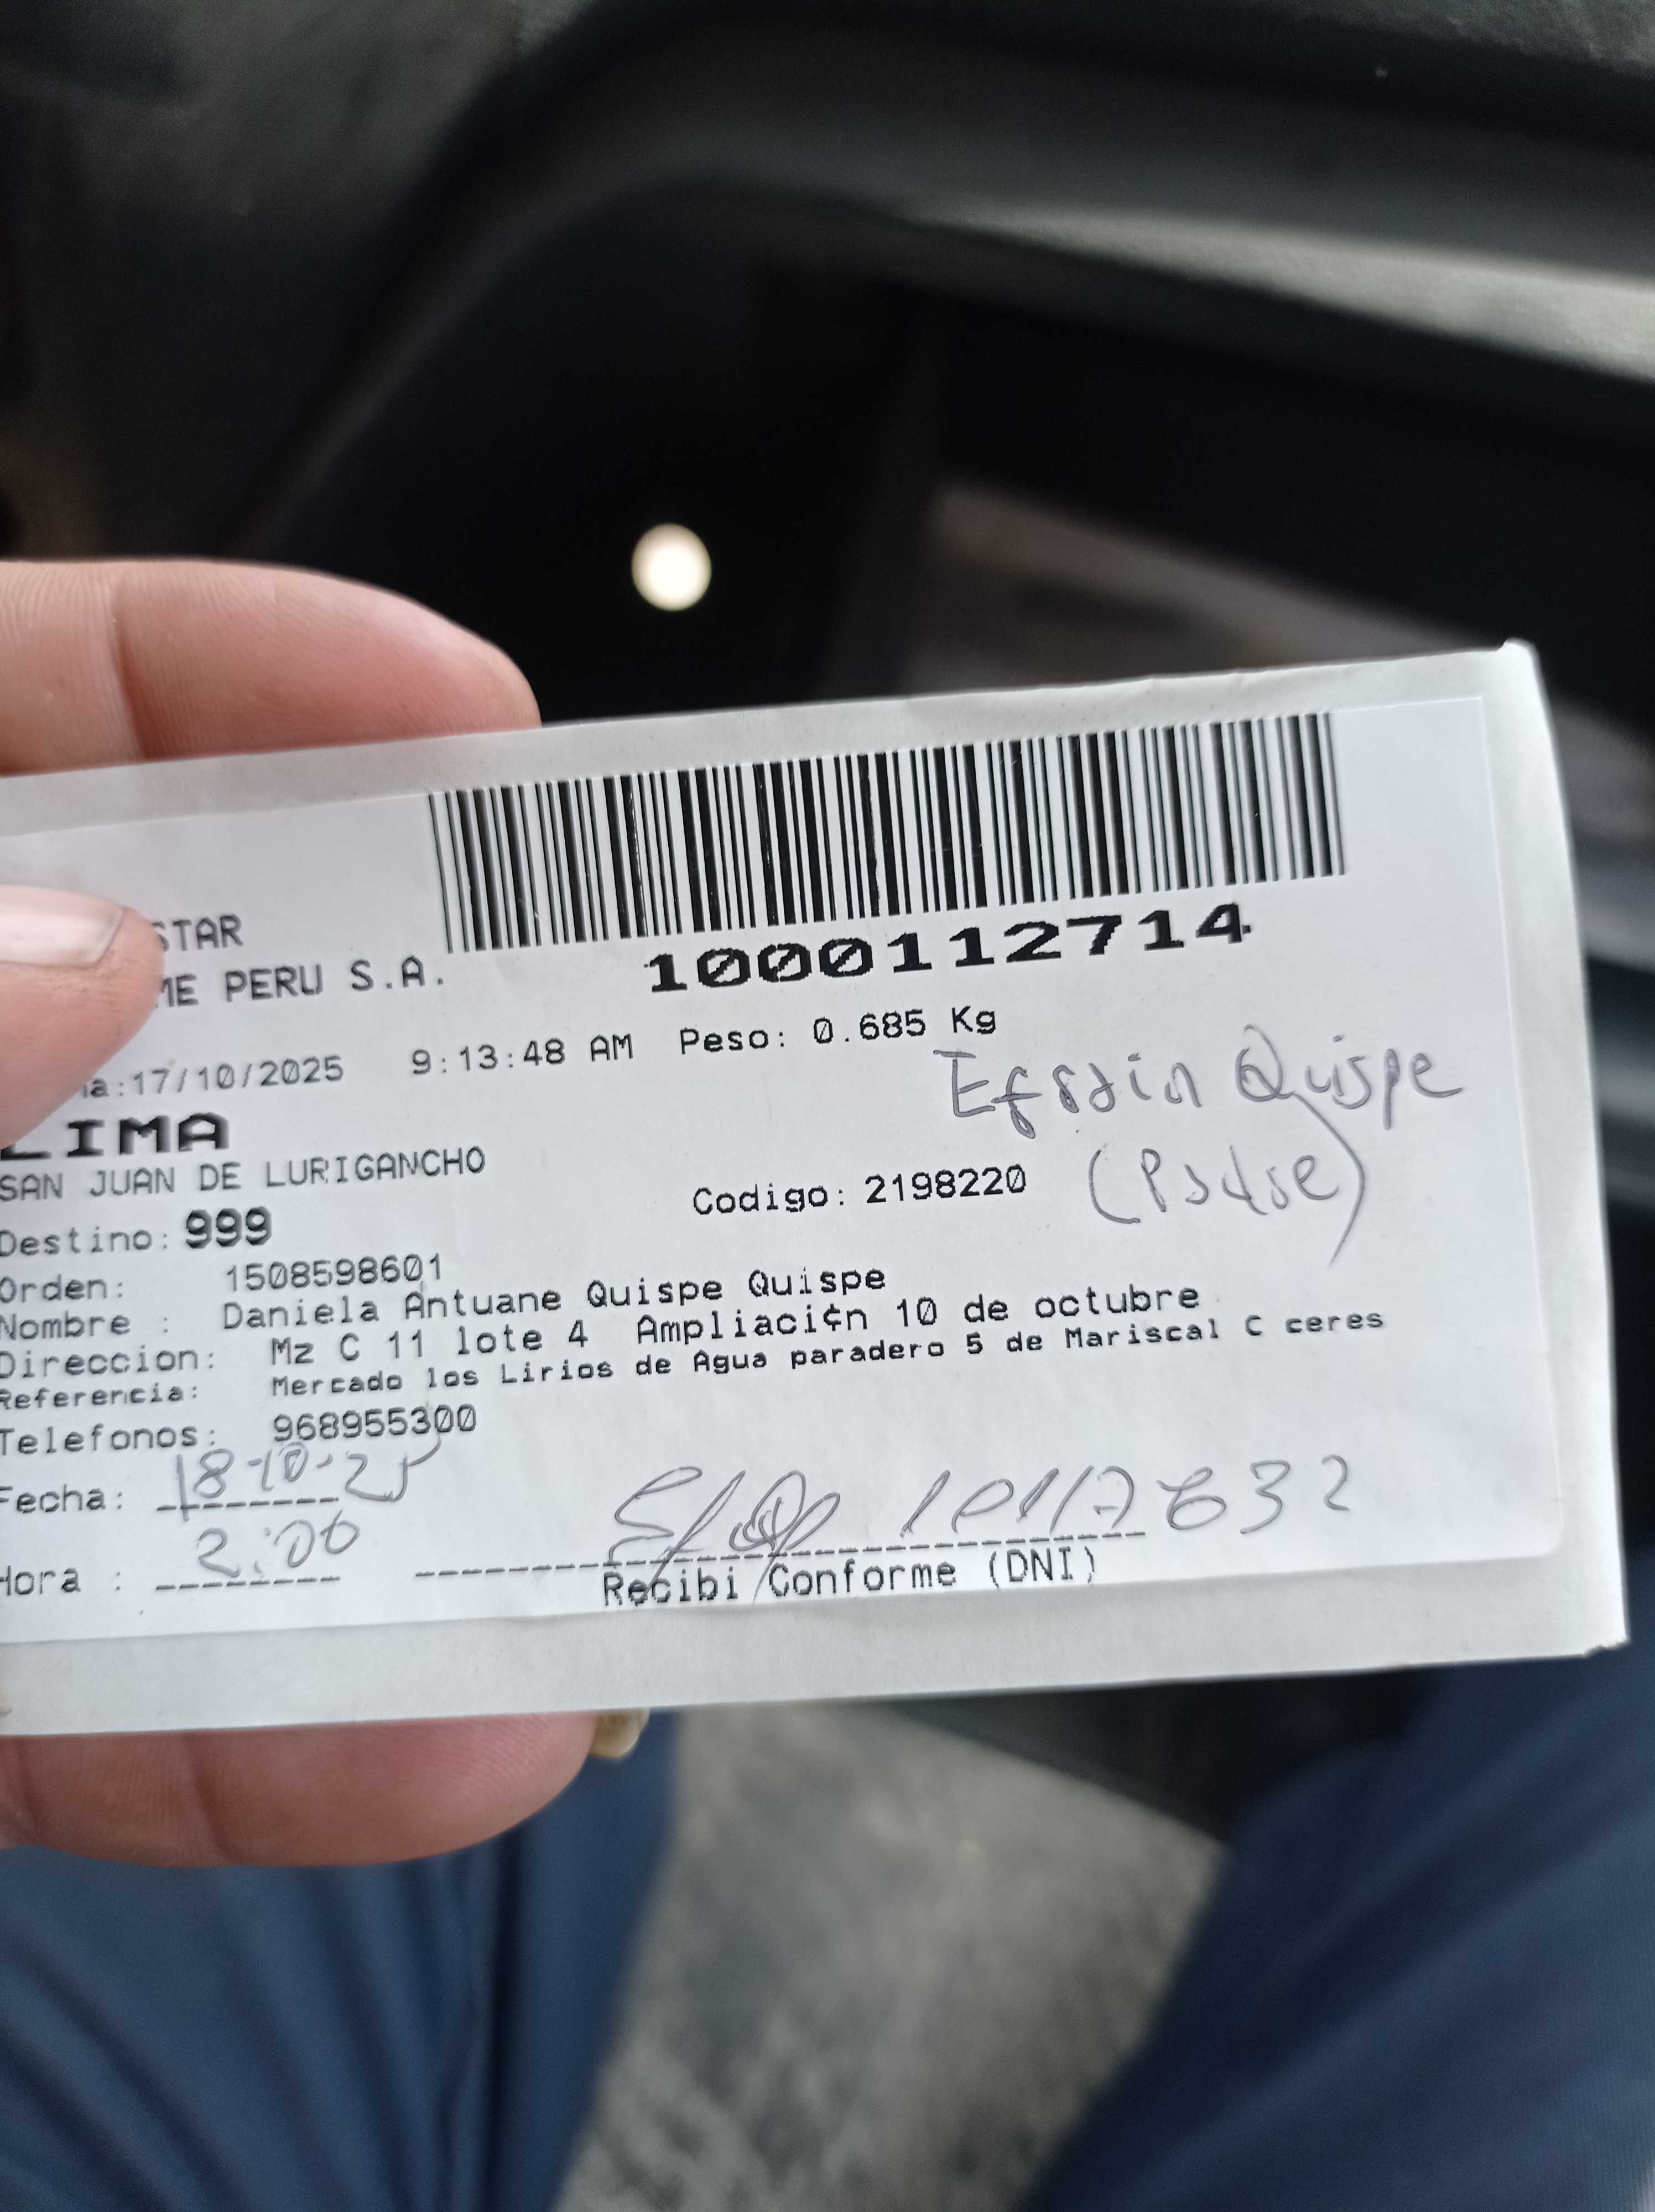 STAR
ME PERU S.A.
1000112714
a:17/10/2025 9:13:48 AM Peso: 0.685 Kg
Efrain Quispe
LIMA
SAN JUAN DE LURIGANCHO
Codigo: 2198220 (Padre)
Destino: 999
Orden: 1508598601
Nombre : Daniela Antuane Quispe Quispe
Direccion: Mz C 11 lote 4 Ampliaci¢n 10 de octubre
Referencia: Mercado los Lirios de Agua paradero 5 de Mariscal C ceres
Telefonos: 968955300
Fecha: 18-10-25
Hora : 2:00
Recibi Conforme (DNI)